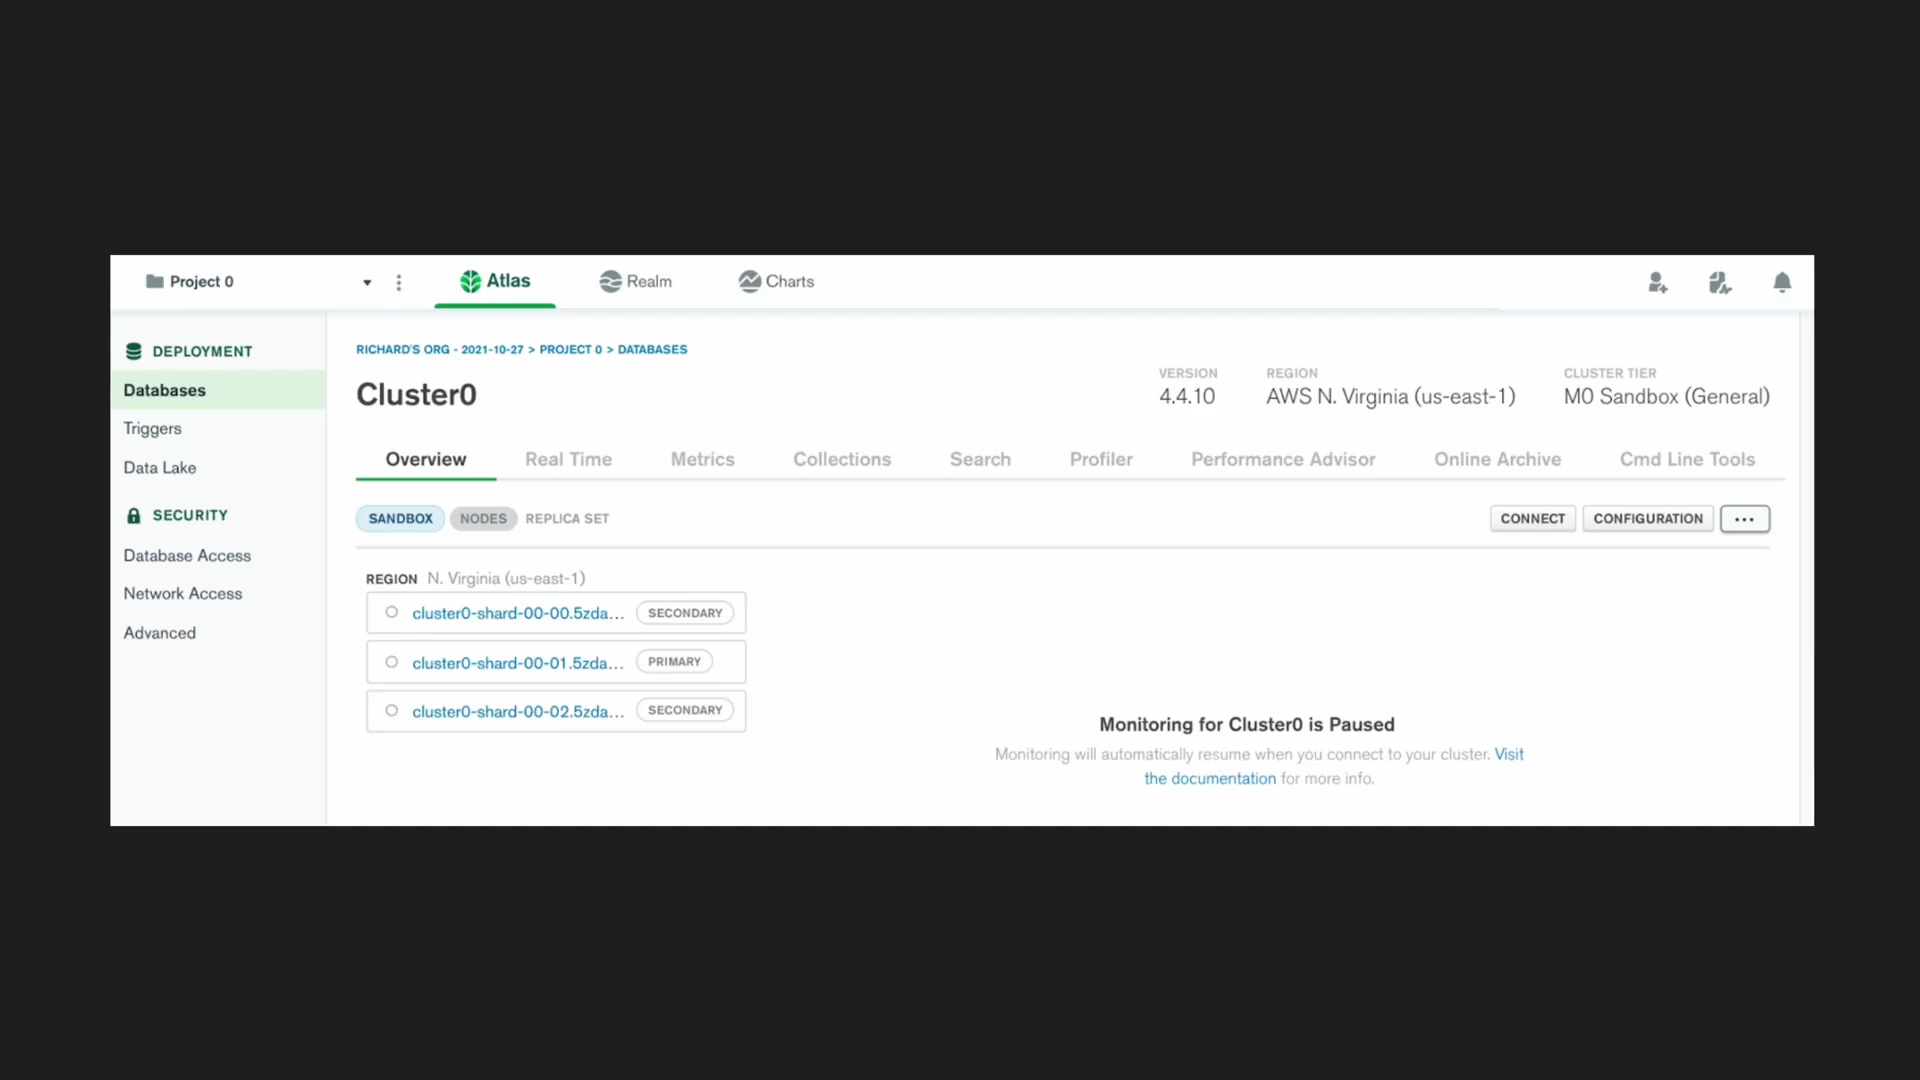 Project 0
Atlas
Realm
Charts
DEPLOYMENT
Databases
Triggers
Data Lake
SECURITY
Database Access
Network Access
Advanced
RICHARD'S ORG - 2021-10-27 > PROJECT 0 > DATABASES
Cluster0
VERSION
4.4.10
REGION
AWS N. Virginia (us-east-1)
CLUSTER TIER
M0 Sandbox (General)
Overview
Real Time
Metrics
Collections
Search
Profiler
Performance Advisor
Online Archive
Cmd Line Tools
SANDBOX
NODES
REPLICA SET
CONNECT
CONFIGURATION
...
REGION N. Virginia (us-east-1)
cluster0-shard-00-00.5zda... SECONDARY
cluster0-shard-00-01.5zda... PRIMARY
cluster0-shard-00-02.5zda... SECONDARY
Monitoring for Cluster0 is Paused
Monitoring will automatically resume when you connect to your cluster. Visit
the documentation for more info.